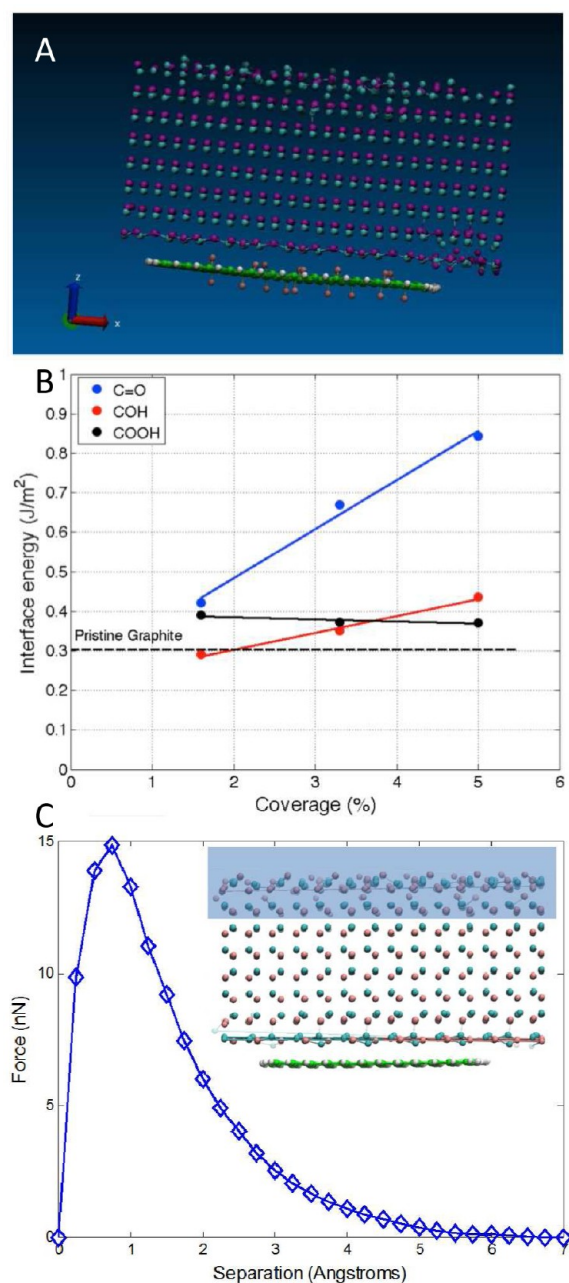 A
z
x
B
1
0.9
0.8
0.7
0.6
0.5
0.4
0.3
0.2
0.1
0
Interface energy (J/m²)
C=O
COH
COOH
Pristine Graphite
0 1 2 3 4 5 6
Coverage (%)
C
15
10
5
0
Force (nN)
0 1 2 3 4 5 6 7
Separation (Angstroms)